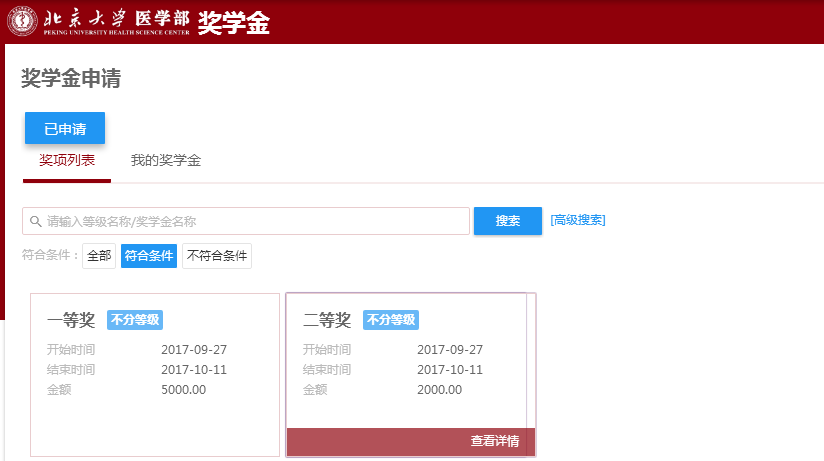 北京大学 医学部 奖学金
PEKING UNIVERSITY HEALTH SCIENCE CENTER
奖学金申请
已申请
奖项列表 我的奖学金
请输入等级名称/奖学金名称 搜索 [高级搜索]
符合条件： 全部 符合条件 不符合条件
一等奖 不分等级
开始时间 2017-09-27
结束时间 2017-10-11
金额 5000.00
二等奖 不分等级
开始时间 2017-09-27
结束时间 2017-10-11
金额 2000.00
查看详情